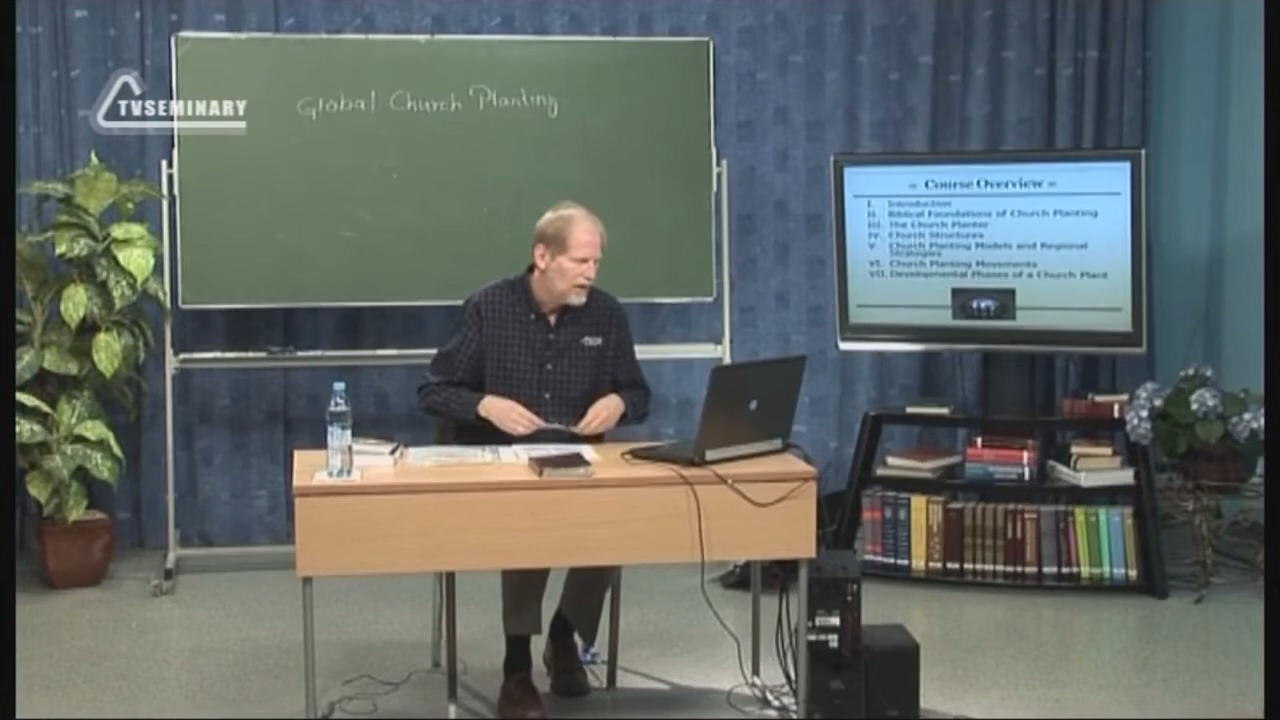 TVSEMINARY
Global Church Planting
Course Overview
I. Introduction
II. Biblical Foundations of Church Planting
III. The Church Planter
IV. Church Structures
V. Church Planting Models and Regional
Strategies
VI. Church Planting Movements
VII. Developmental Phases of a Church Plant